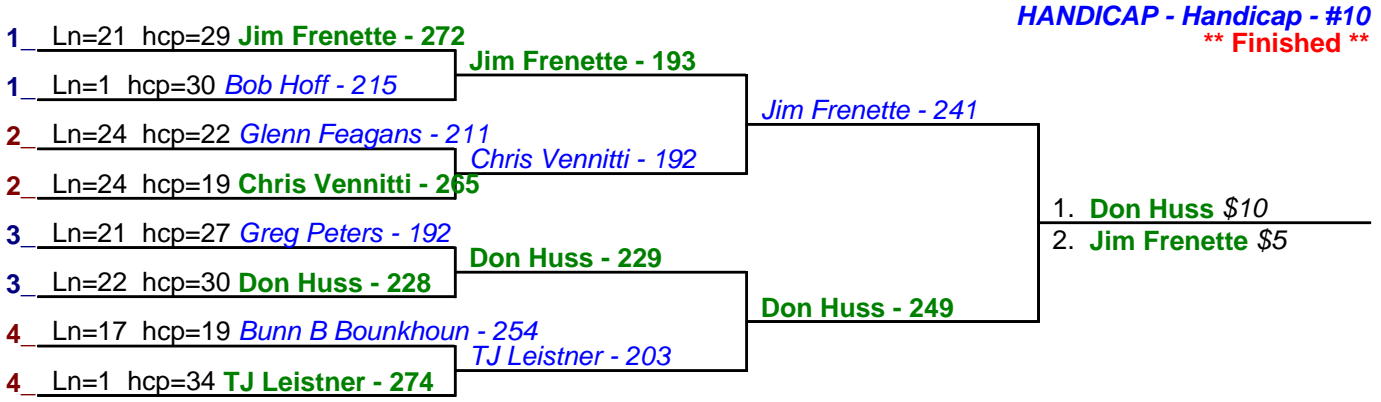 HANDICAP - Handicap - #10
** Finished **
1_ Ln=21 hcp=29 Jim Frenette - 272
Jim Frenette - 193
1_ Ln=1 hcp=30 Bob Hoff - 215
Jim Frenette - 241
2_ Ln=24 hcp=22 Glenn Feagans - 211
Chris Vennitti - 192
2_ Ln=24 hcp=19 Chris Vennitti - 265
1. Don Huss $10
2. Jim Frenette $5
3_ Ln=21 hcp=27 Greg Peters - 192
Don Huss - 229
3_ Ln=22 hcp=30 Don Huss - 228
Don Huss - 249
4_ Ln=17 hcp=19 Bunn B Bounkhoun - 254
TJ Leistner - 203
4_ Ln=1 hcp=34 TJ Leistner - 274